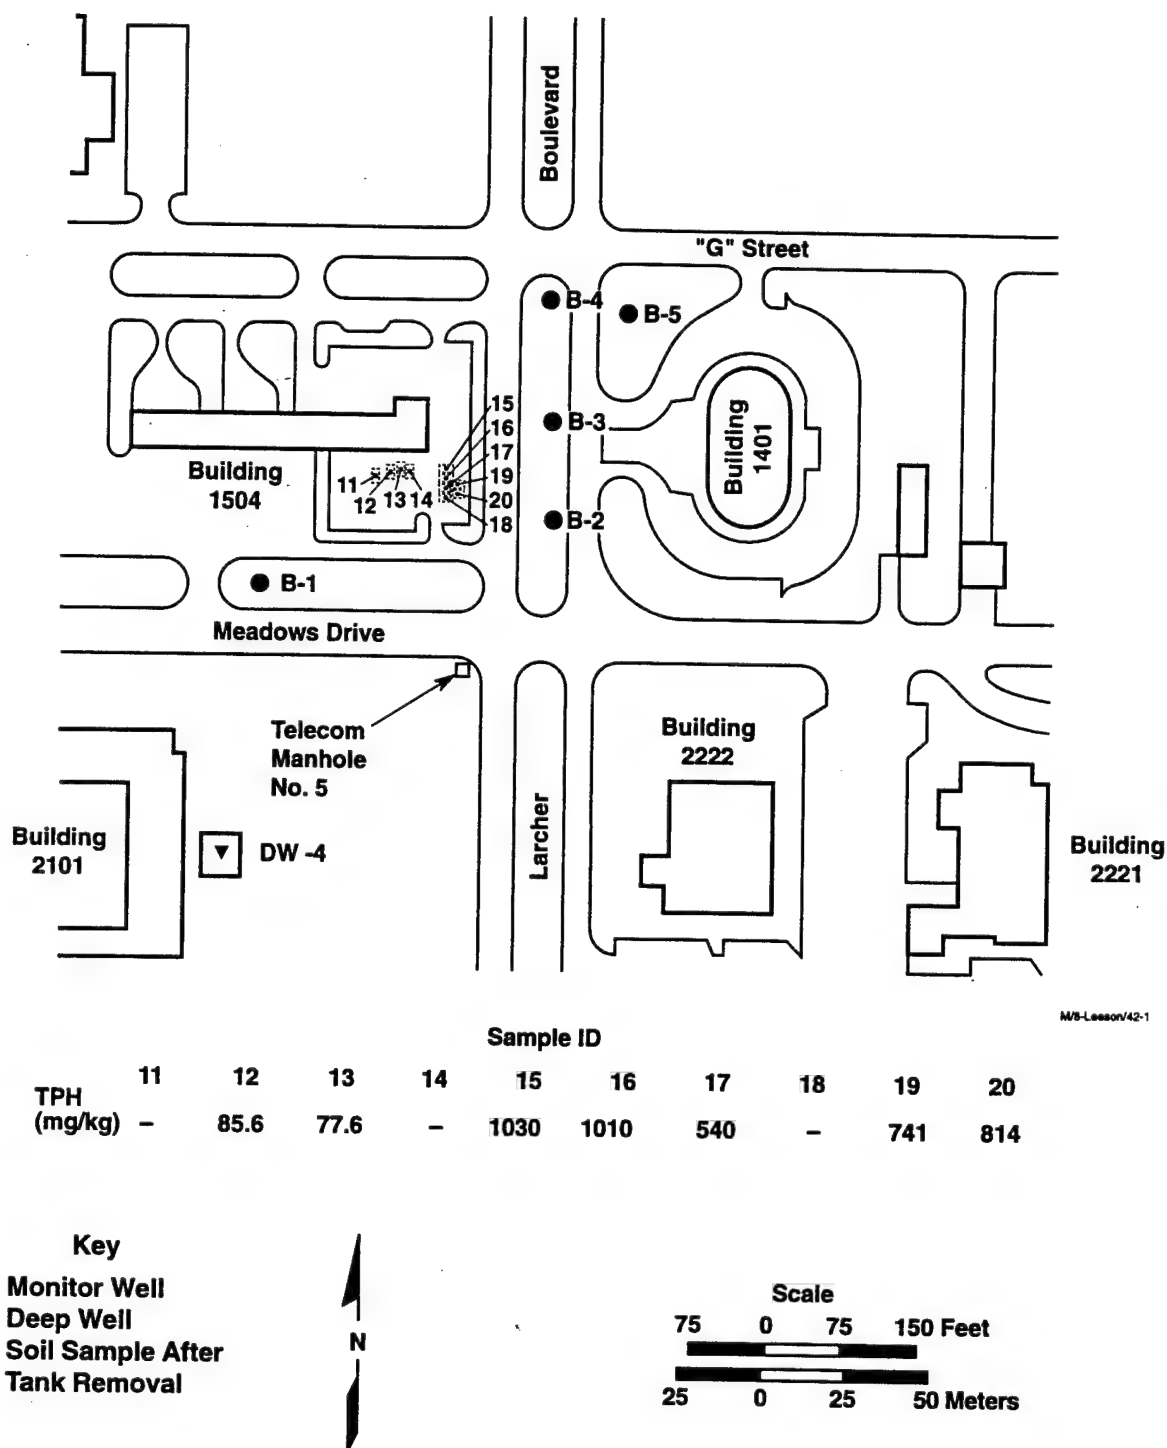 Boulevard
"G" Street
B-4
B-5
15
16
B-3
17
Building
1401
Building
1504
11
12
13
14
19
20
18
B-2
B-1
Meadows Drive
Telecom
Manhole
No. 5
Building
2222
Larcher
Building
2101
DW -4
Building
2221
M/8-Leeson/42-1
Sample ID
11 12 13 14 15 16 17 18 19 20
TPH
(mg/kg) – 85.6 77.6 – 1030 1010 540 – 741 814
Key
Monitor Well
Deep Well
Soil Sample After
Tank Removal
N
Scale
75 0 75 150 Feet
25 0 25 50 Meters